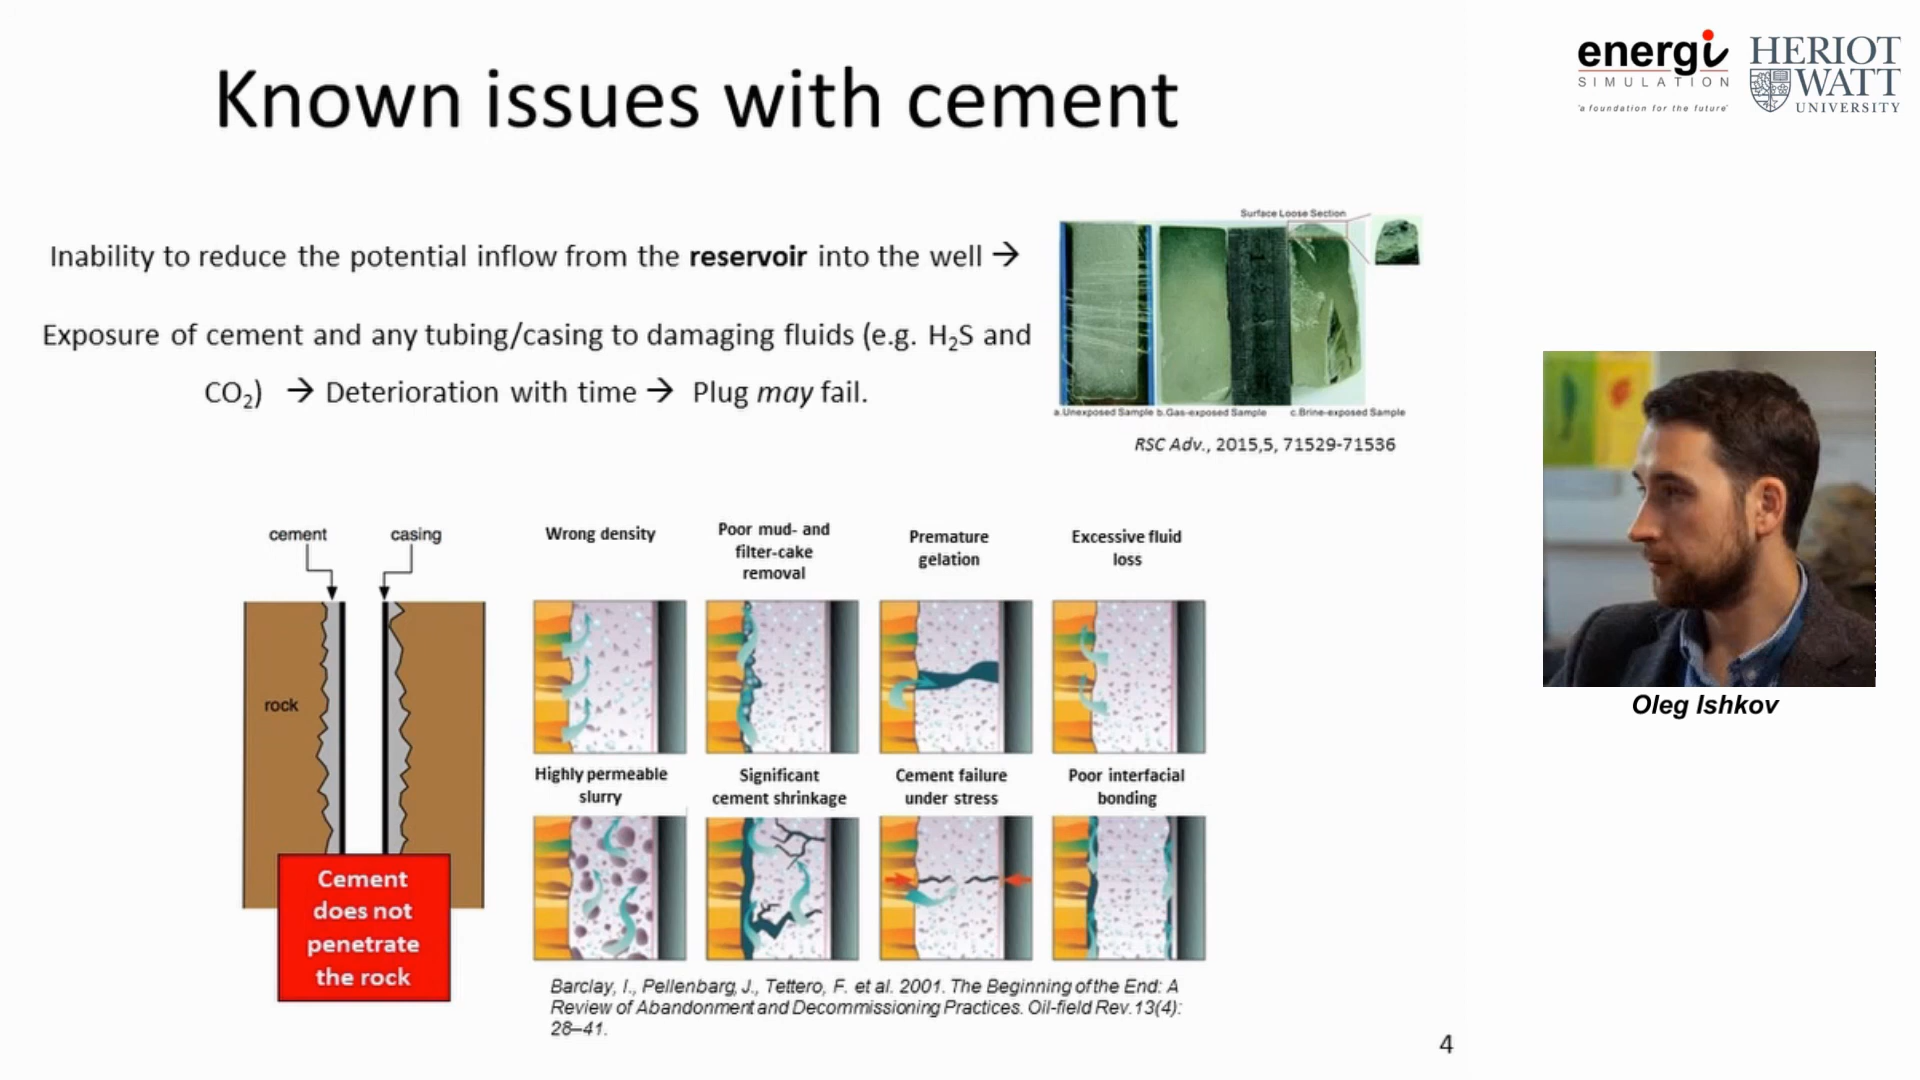 Known issues with cement
energi
SIMULATION
'a foundation for the future'
HERIOT
WATT
UNIVERSITY
Inability to reduce the potential inflow from the reservoir into the well →
Exposure of cement and any tubing/casing to damaging fluids (e.g. H₂S and
CO₂) → Deterioration with time → Plug may fail.
Surface Loose Section
a.Unexposed Sample b.Gas-exposed Sample c.Brine-exposed Sample
RSC Adv., 2015,5, 71529-71536
cement
casing
rock
Cement
does not
penetrate
the rock
Wrong density
Poor mud- and
filter-cake
removal
Premature
gelation
Excessive fluid
loss
Highly permeable
slurry
Significant
cement shrinkage
Cement failure
under stress
Poor interfacial
bonding
Barclay, I., Pellenbarg, J., Tettero, F. et al. 2001. The Beginning of the End: A
Review of Abandonment and Decommissioning Practices. Oil-field Rev.13(4):
28–41.
Oleg Ishkov
4